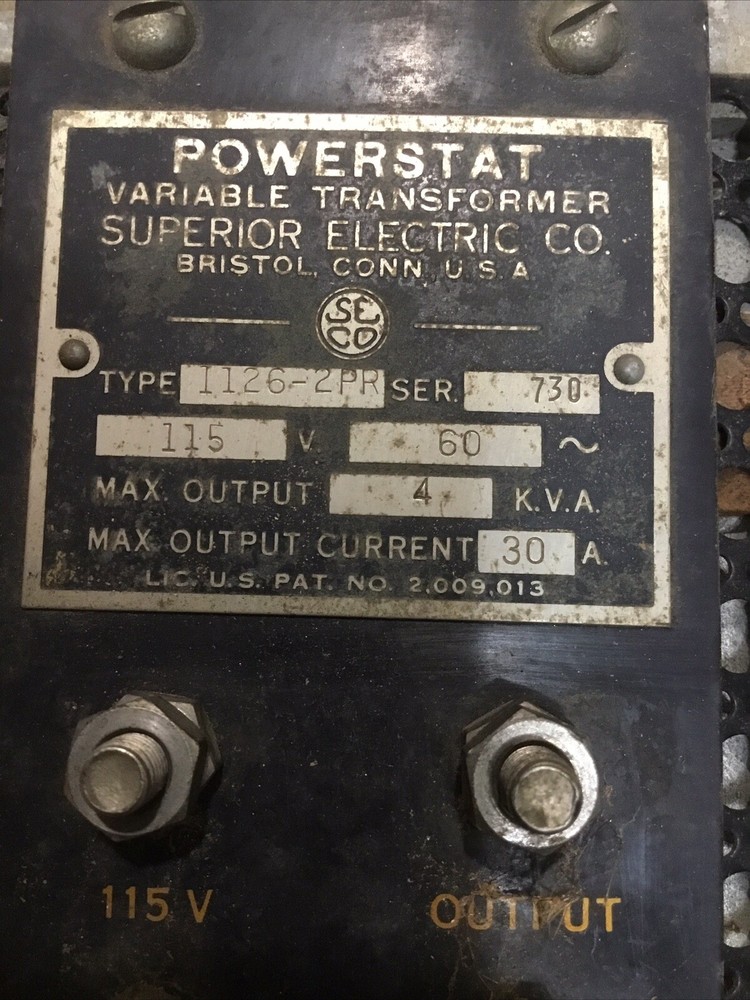 POWERSTAT
VARIABLE TRANSFORMER
SUPERIOR ELECTRIC CO.
BRISTOL, CONN., U.S.A.
SE
CO
TYPE 1126-2PR SER. 730
115 V. 60 ~
MAX. OUTPUT 4 K.V.A.
MAX. OUTPUT CURRENT 30 A.
LIC. U.S. PAT. NO. 2,009,013
115 V OUTPUT